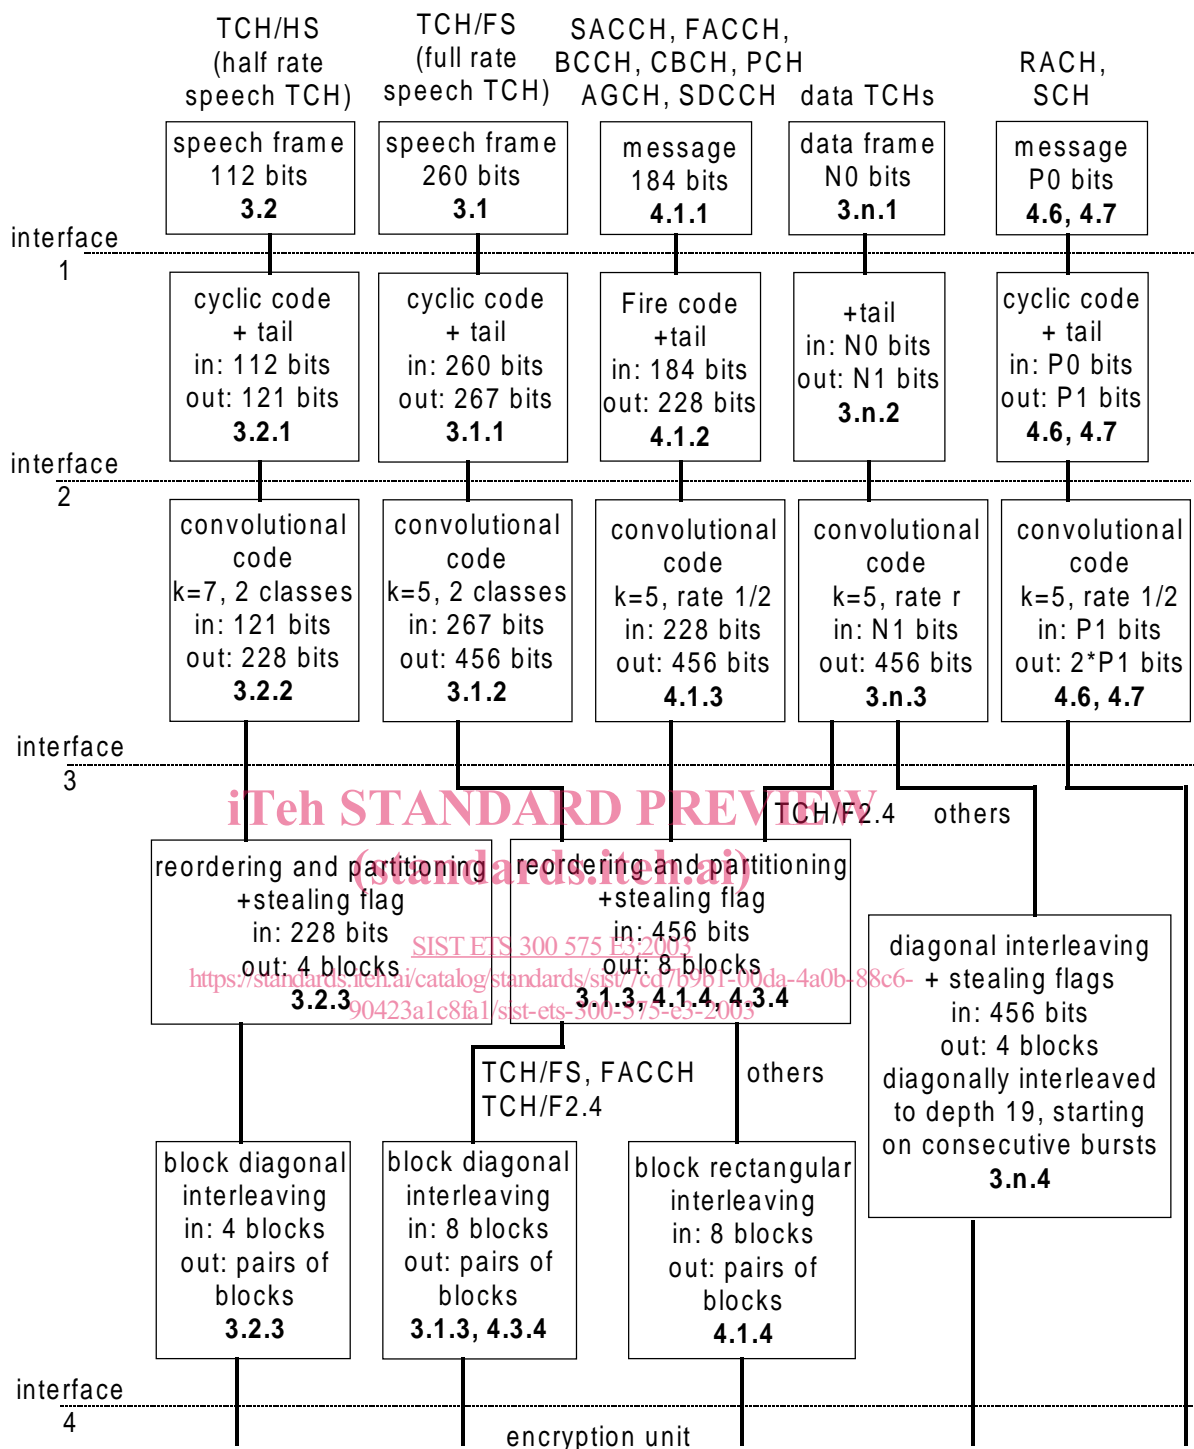 TCH/HS
(half rate
speech TCH)
TCH/FS
(full rate
speech TCH)
SACCH, FACCH,
BCCH, CBCH, PCH
AGCH, SDCCH
data TCHs
RACH,
SCH
speech frame
112 bits
3.2
speech frame
260 bits
3.1
message
184 bits
4.1.1
data frame
N0 bits
3.n.1
message
P0 bits
4.6, 4.7
interface
1
cyclic code
+ tail
in: 112 bits
out: 121 bits
3.2.1
cyclic code
+ tail
in: 260 bits
out: 267 bits
3.1.1
Fire code
+tail
in: 184 bits
out: 228 bits
4.1.2
+tail
in: N0 bits
out: N1 bits
3.n.2
cyclic code
+ tail
in: P0 bits
out: P1 bits
4.6, 4.7
interface
2
convolutional
code
k=7, 2 classes
in: 121 bits
out: 228 bits
3.2.2
convolutional
code
k=5, 2 classes
in: 267 bits
out: 456 bits
3.1.2
convolutional
code
k=5, rate 1/2
in: 228 bits
out: 456 bits
4.1.3
convolutional
code
k=5, rate r
in: N1 bits
out: 456 bits
3.n.3
convolutional
code
k=5, rate 1/2
in: P1 bits
out: 2*P1 bits
4.6, 4.7
interface
3
iTeh STANDARD PREVIEW
(standards.iteh.ai)
SIST ETS 300 575 E3:2003
https://standards.iteh.ai/catalog/standards/sist/7cd7b9b1-00da-4a0b-88c6-
90423a1c8fa1/sist-ets-300-575-e3-2003
TCH/F2.4
others
reordering and partitioning
+stealing flag
in: 228 bits
out: 4 blocks
3.2.3
reordering and partitioning
+stealing flag
in: 456 bits
out: 8 blocks
3.1.3, 4.1.4, 4.3.4
diagonal interleaving
+ stealing flags
in: 456 bits
out: 4 blocks
diagonally interleaved
to depth 19, starting
on consecutive bursts
3.n.4
TCH/FS, FACCH
TCH/F2.4
others
block diagonal
interleaving
in: 4 blocks
out: pairs of
blocks
3.2.3
block diagonal
interleaving
in: 8 blocks
out: pairs of
blocks
3.1.3, 4.3.4
block rectangular
interleaving
in: 8 blocks
out: pairs of
blocks
4.1.4
interface
4
encryption unit